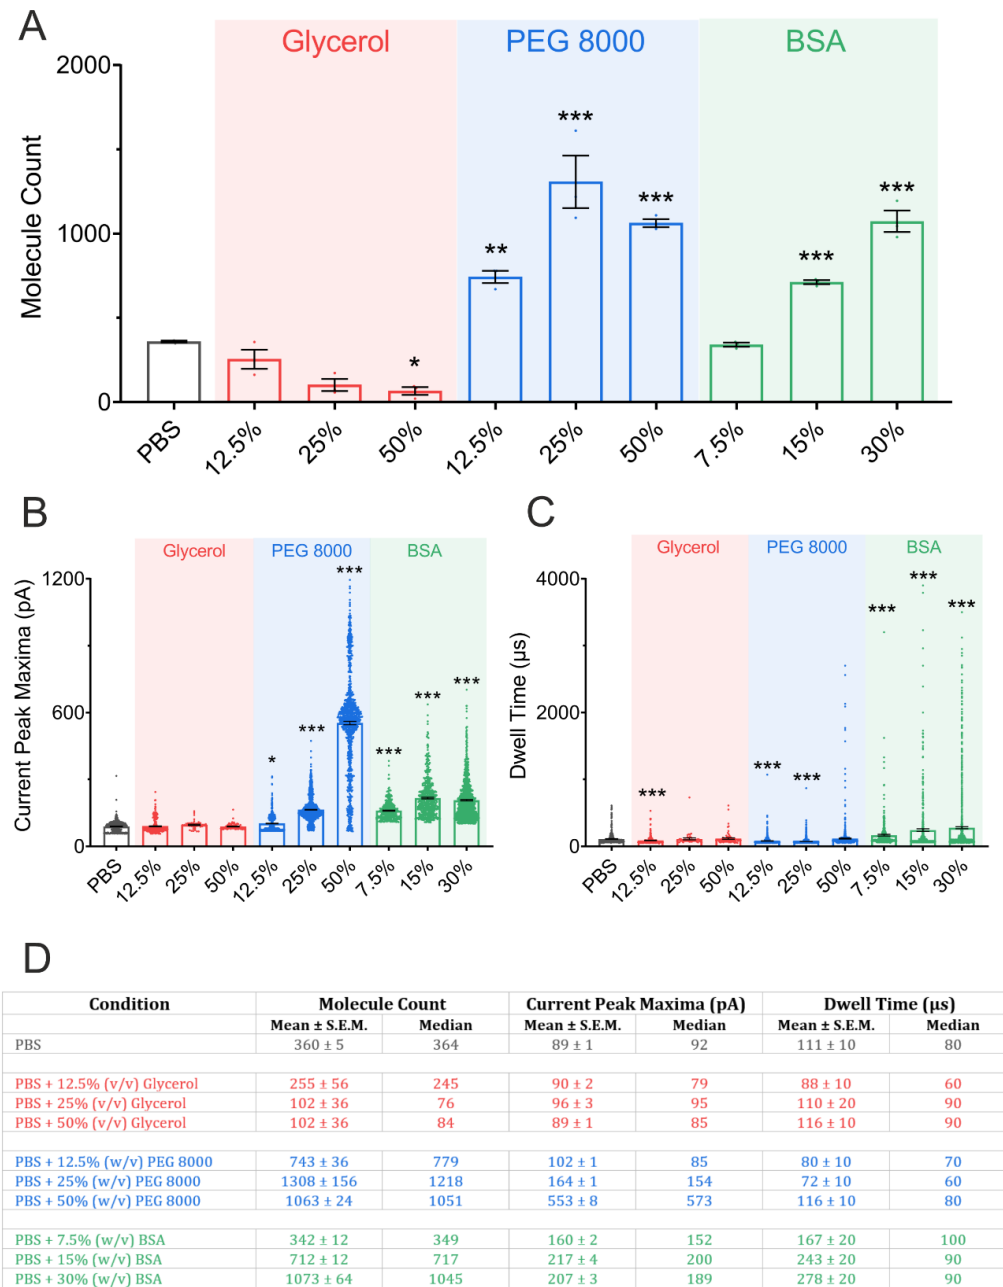 A
Glycerol PEG 8000 BSA
Molecule Count
2000
1000
0
***
***
***
**
***
*
PBS 12.5% 25% 50% 12.5% 25% 50% 7.5% 15% 30%
B
Glycerol PEG 8000 BSA
Current Peak Maxima (pA)
1200
600
0
***
***
***
***
***
*
PBS 12.5% 25% 50% 12.5% 25% 50% 7.5% 15% 30%
C
Glycerol PEG 8000 BSA
Dwell Time (µs)
4000
2000
0
***
***
***
***
***
***
PBS 12.5% 25% 50% 12.5% 25% 50% 7.5% 15% 30%
D
Condition Molecule Count Current Peak Maxima (pA) Dwell Time (µs)
Mean ± S.E.M. Median Mean ± S.E.M. Median Mean ± S.E.M. Median
PBS 360 ± 5 364 89 ± 1 92 111 ± 10 80
PBS + 12.5% (v/v) Glycerol 255 ± 56 245 90 ± 2 79 88 ± 10 60
PBS + 25% (v/v) Glycerol 102 ± 36 76 96 ± 3 95 110 ± 20 90
PBS + 50% (v/v) Glycerol 102 ± 36 84 89 ± 1 85 116 ± 10 90
PBS + 12.5% (w/v) PEG 8000 743 ± 36 779 102 ± 1 85 80 ± 10 70
PBS + 25% (w/v) PEG 8000 1308 ± 156 1218 164 ± 1 154 72 ± 10 60
PBS + 50% (w/v) PEG 8000 1063 ± 24 1051 553 ± 8 573 116 ± 10 80
PBS + 7.5% (w/v) BSA 342 ± 12 349 160 ± 2 152 167 ± 20 100
PBS + 15% (w/v) BSA 712 ± 12 717 217 ± 4 200 243 ± 20 90
PBS + 30% (w/v) BSA 1073 ± 64 1045 207 ± 3 189 278 ± 20 90